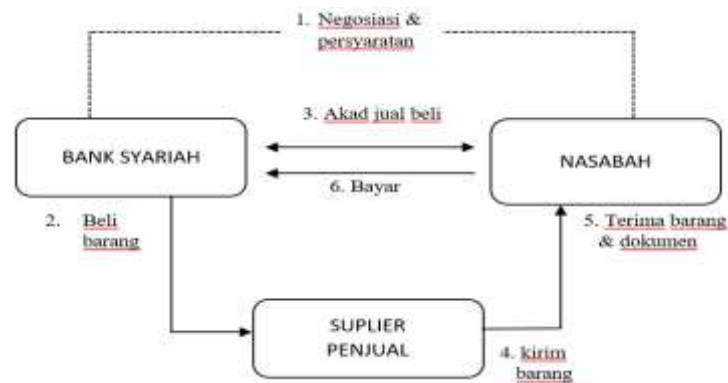 1. Negosiasi &
persyaratan
3. Akad jual beli
BANK SYARIAH
NASABAH
6. Bayar
2. Beli
barang
5. Terima barang
& dokumen
SUPLIER
PENJUAL
4. kirim
barang